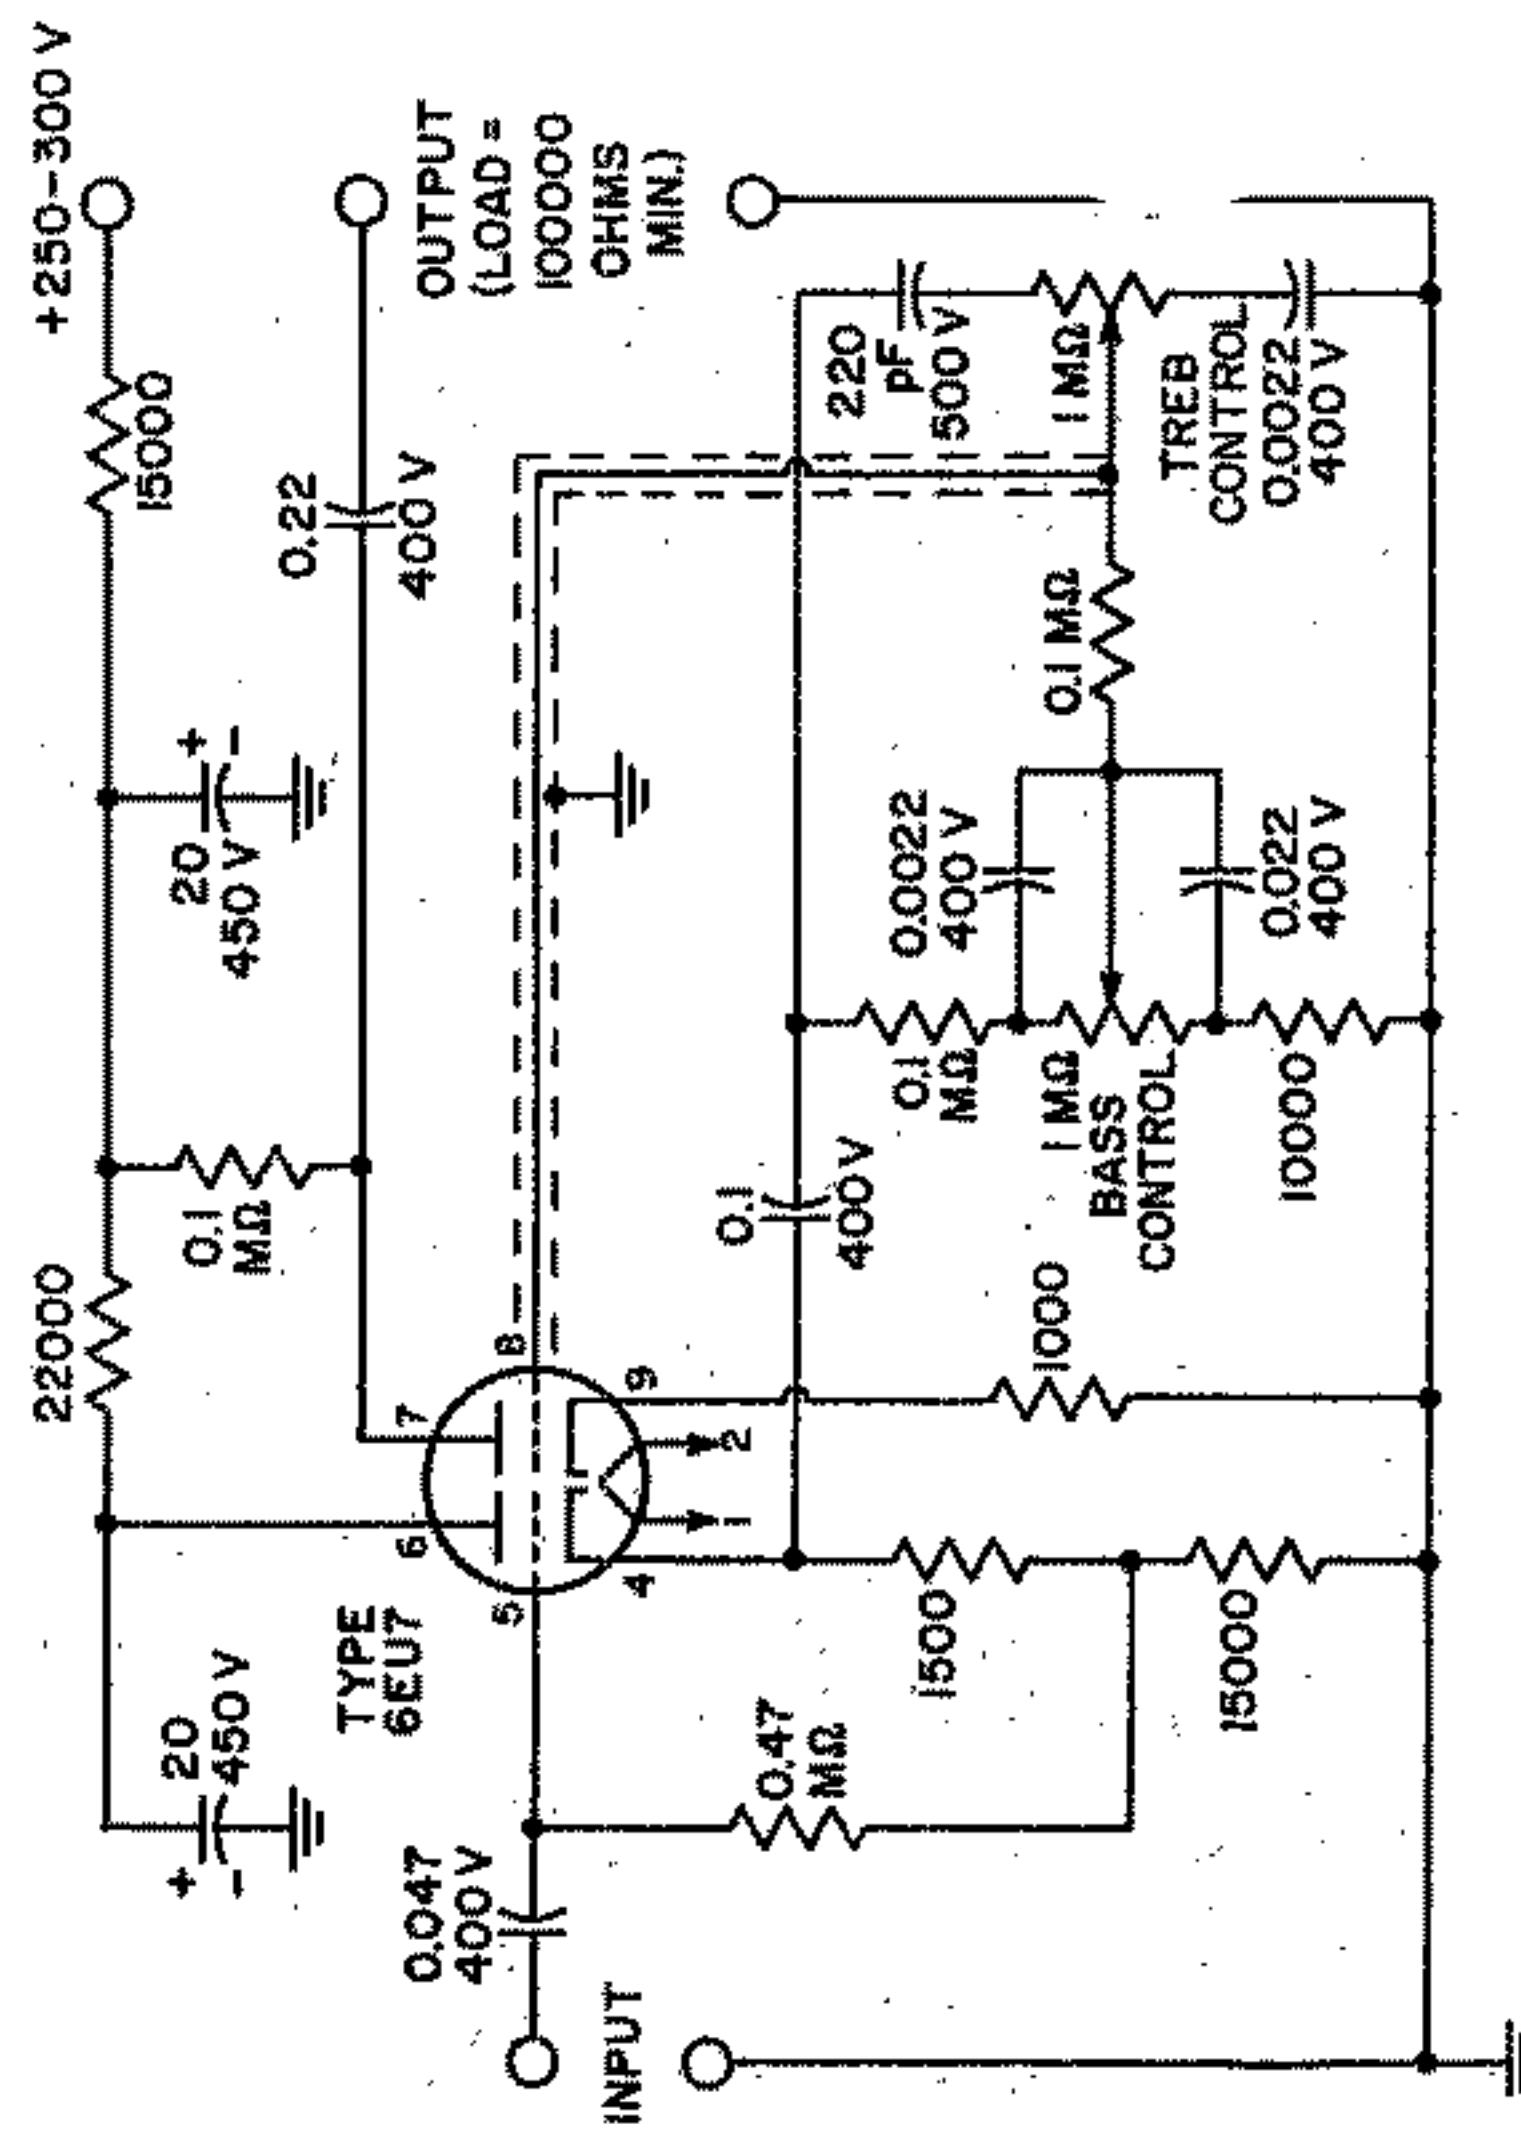 22000
15000
+250-300 V
20
450 V
+
-
0.1
MΩ
20
450 V
+
-
0.22
400 V
TYPE
6EU7
6
7
5
8
4
9
1
2
OUTPUT
(LOAD =
10000
OHMS
MIN.)
0.047
400 V
INPUT
0.47
MΩ
1500
15000
1000
0.1
400 V
0.1
MΩ
1 MΩ
BASS
CONTROL
10000
0.0022
400 V
0.022
400 V
0.1 MΩ
220
pF
500 V
1 MΩ
TREB
CONTROL
0.0022
400 V